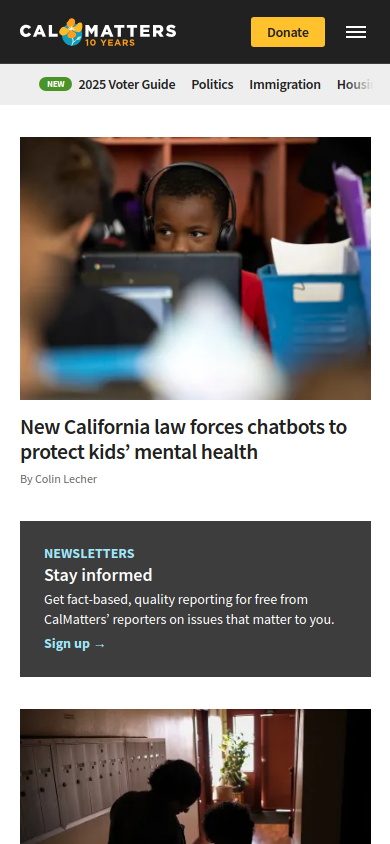 CALMATTERS
10 YEARS
Donate
NEW 2025 Voter Guide Politics Immigration Housi
New California law forces chatbots to
protect kids’ mental health
By Colin Lecher
NEWSLETTERS
Stay informed
Get fact-based, quality reporting for free from
CalMatters’ reporters on issues that matter to you.
Sign up →